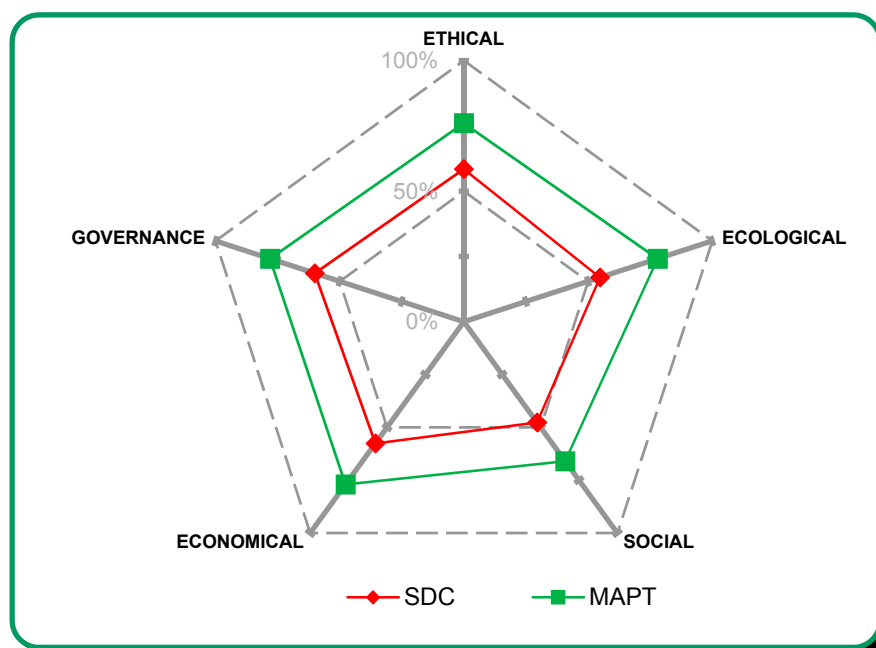 ETHICAL
100%
50%
GOVERNANCE
ECOLOGICAL
0%
ECONOMICAL
SOCIAL
SDC
MAPT